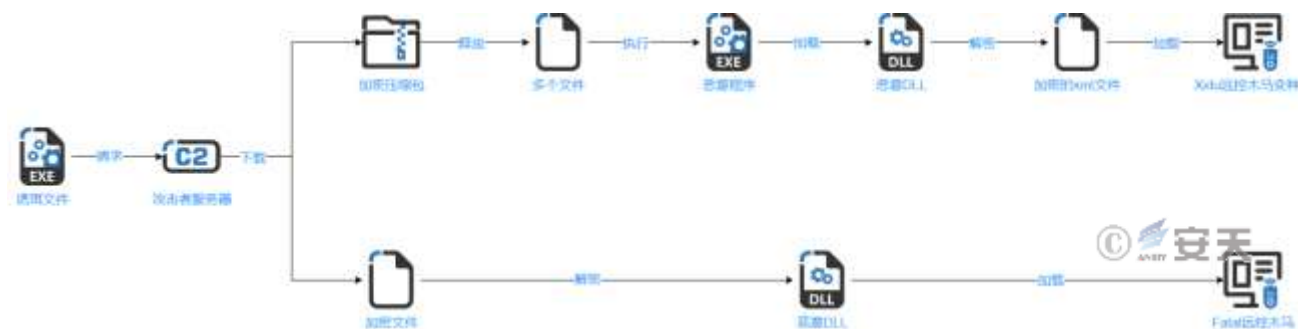 加密压缩包
释放
多个文件
执行
EXE
恶意程序
加载
DLL
恶意DLL
解密
加密的xml文件
加载
Xidu远控木马变种
EXE
诱饵文件
请求
C2
攻击者服务器
下载
加密文件
解密
DLL
恶意DLL
加载
Fatal远控木马
© 安天
ANTIY